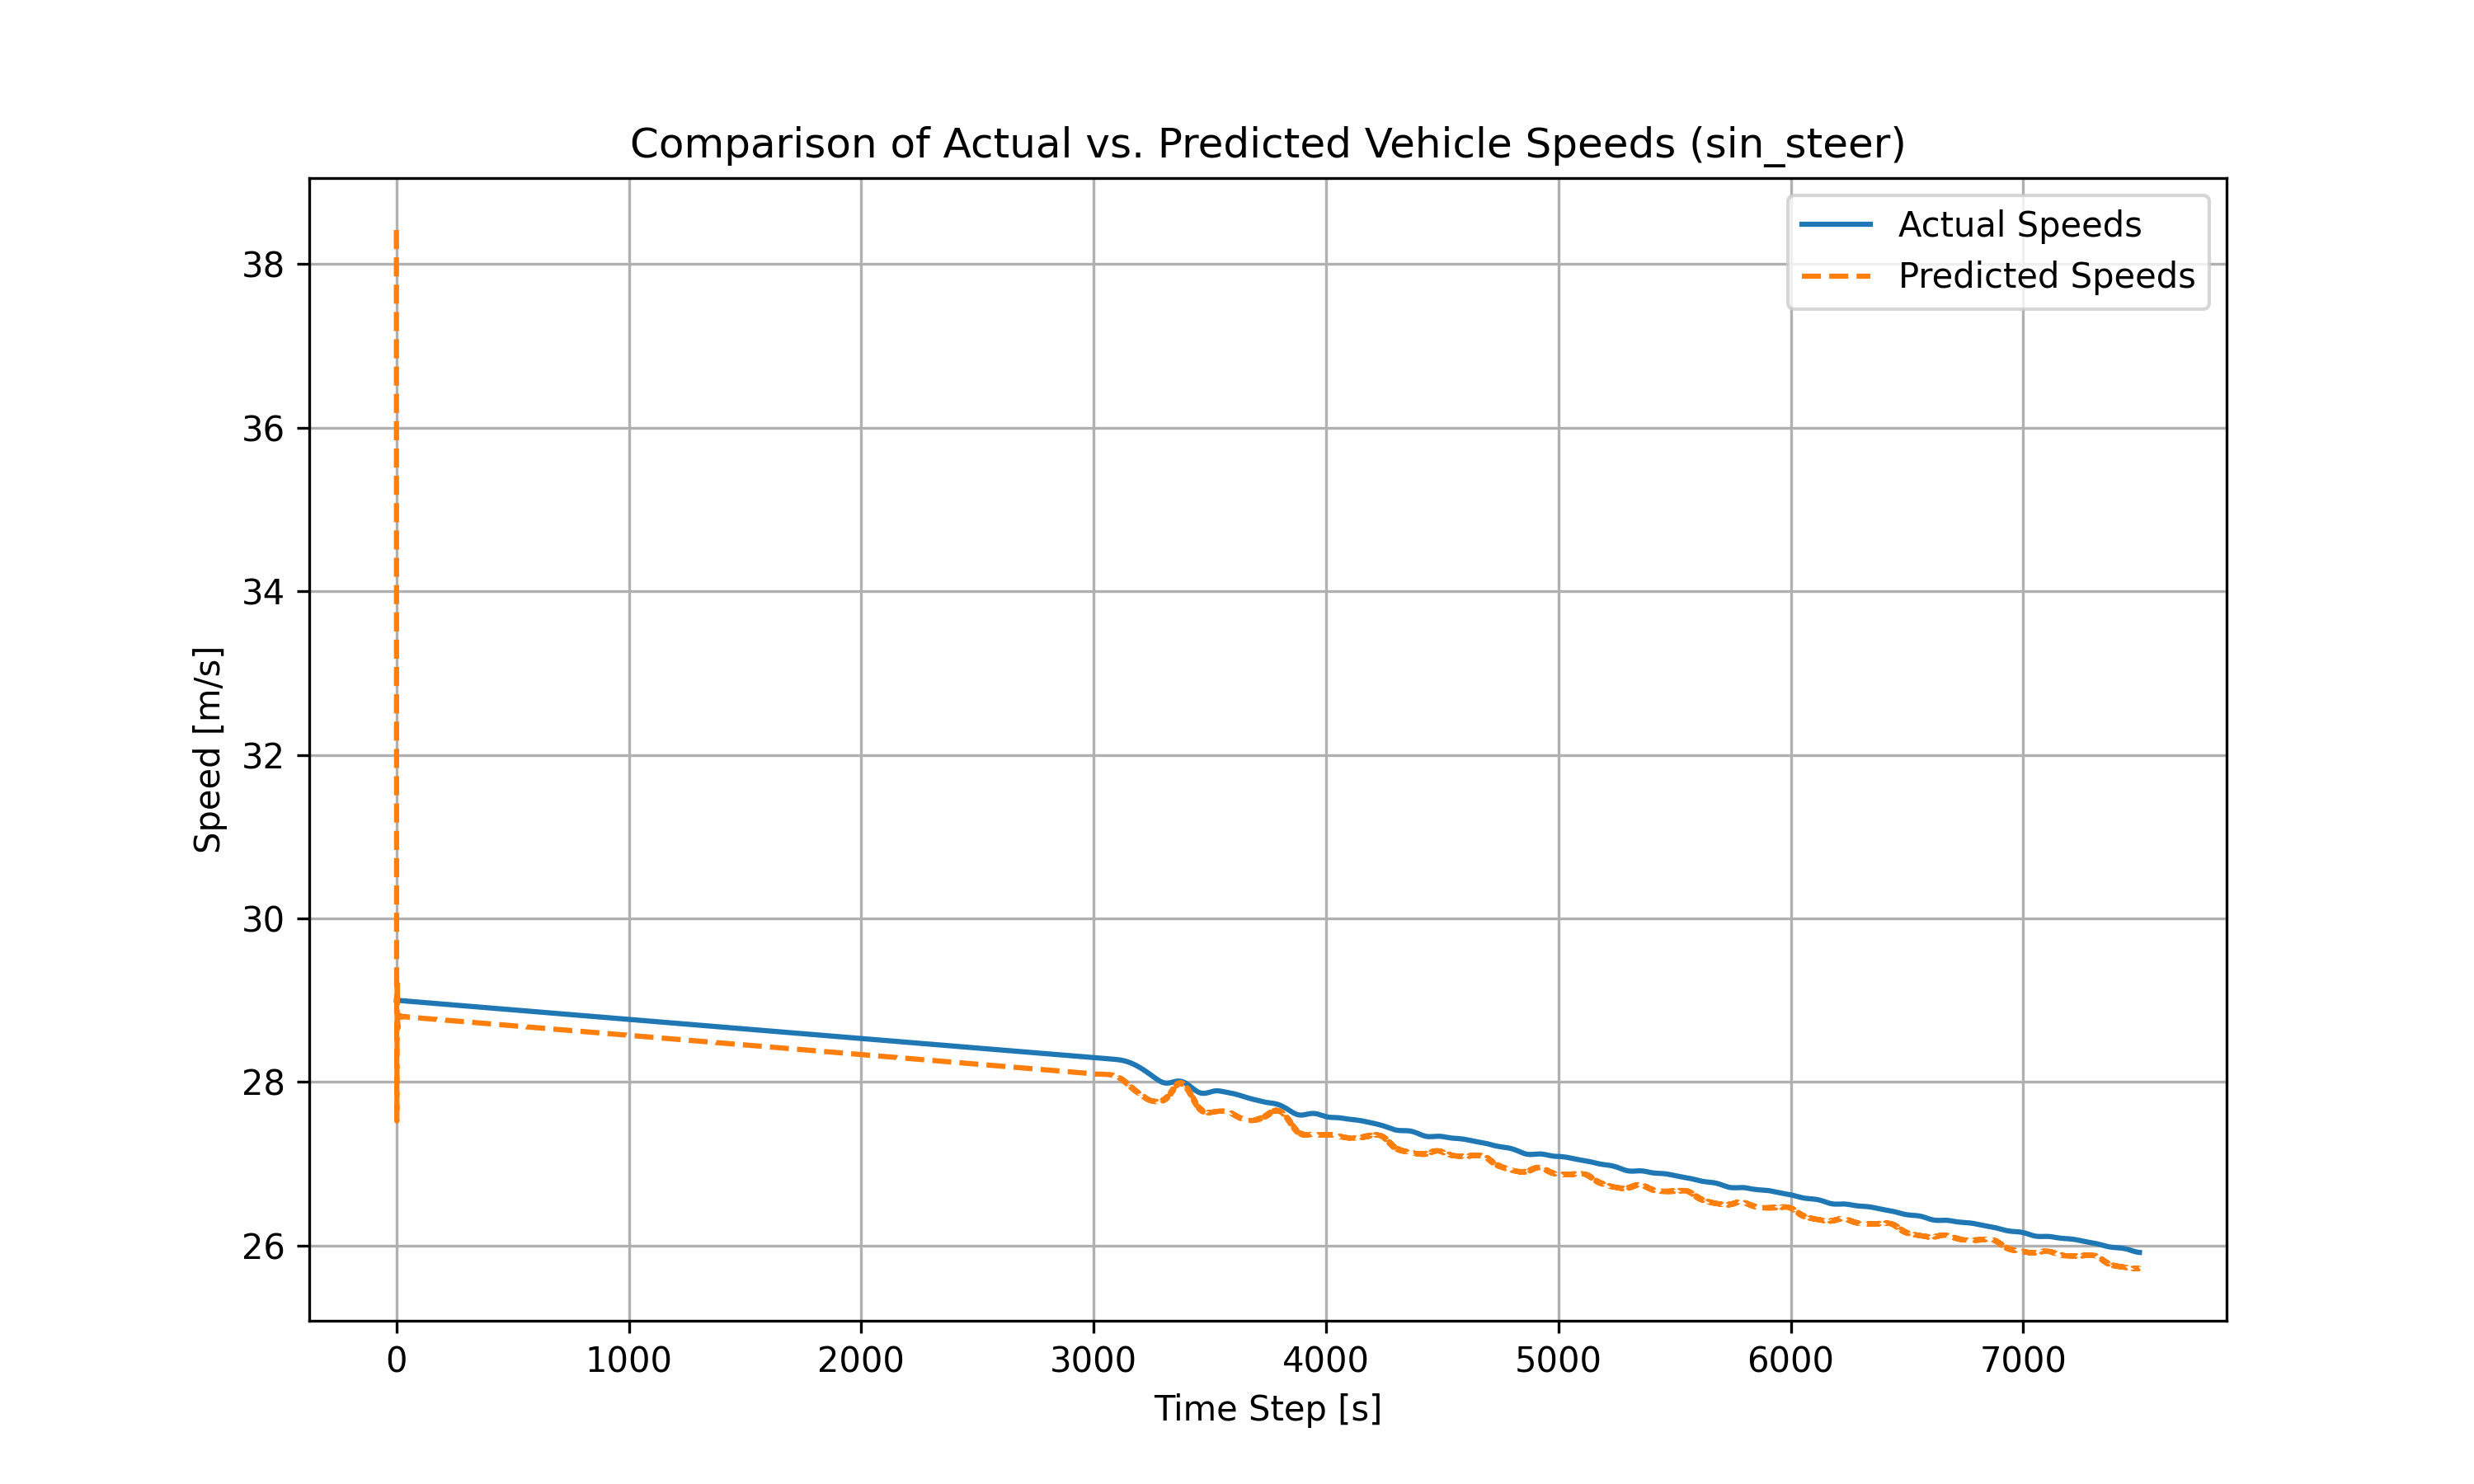 Comparison of Actual vs. Predicted Vehicle Speeds (sin_steer)
Actual Speeds
Predicted Speeds
Speed [m/s]
38
36
34
32
30
28
26
0 1000 2000 3000 4000 5000 6000 7000
Time Step [s]